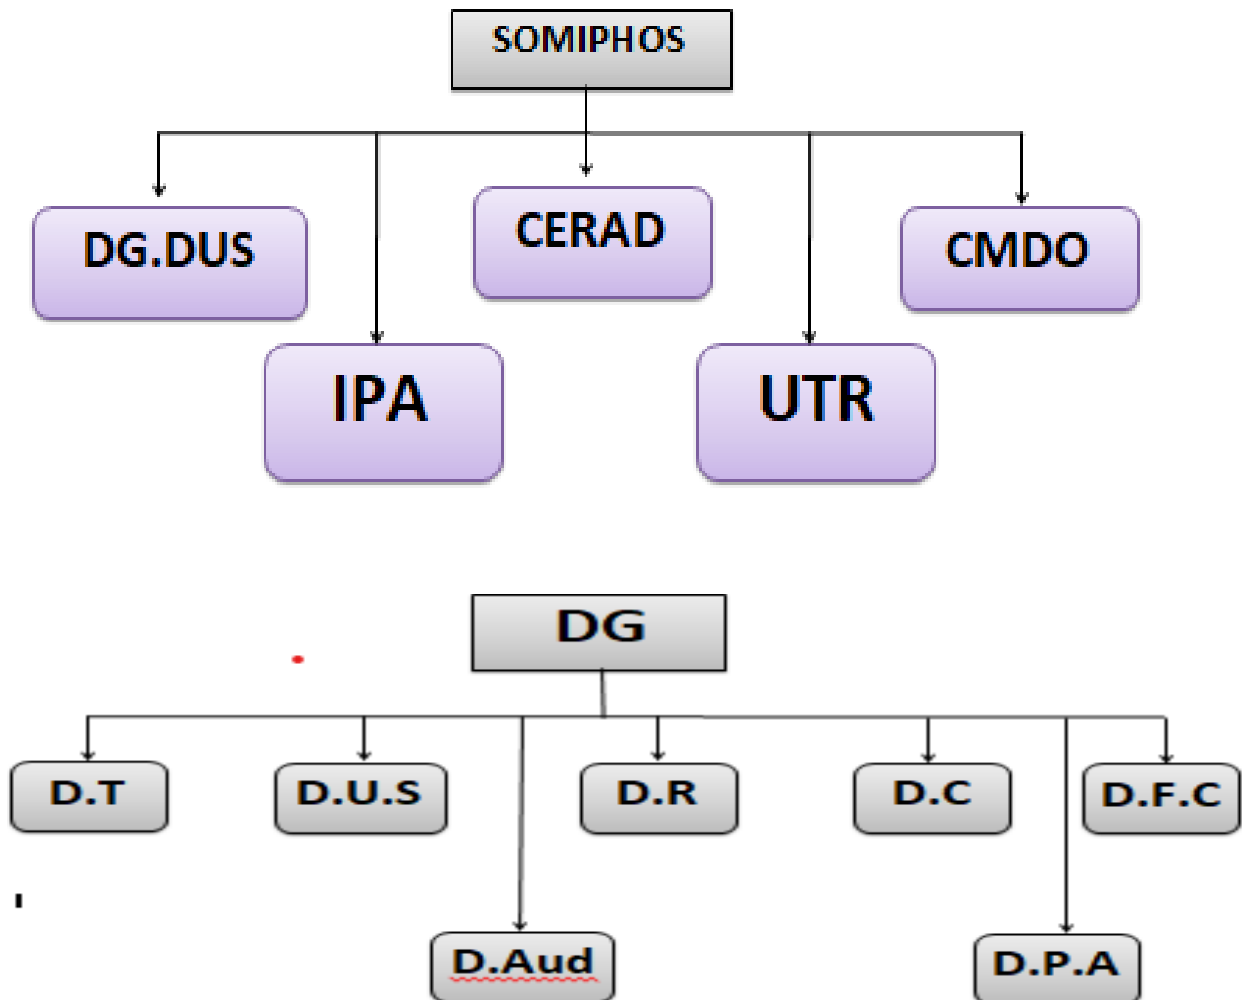 SOMIPHOS
DG.DUS
CERAD
CMDO
IPA
UTR
DG
D.T
D.U.S
D.R
D.C
D.F.C
D.Aud
D.P.A